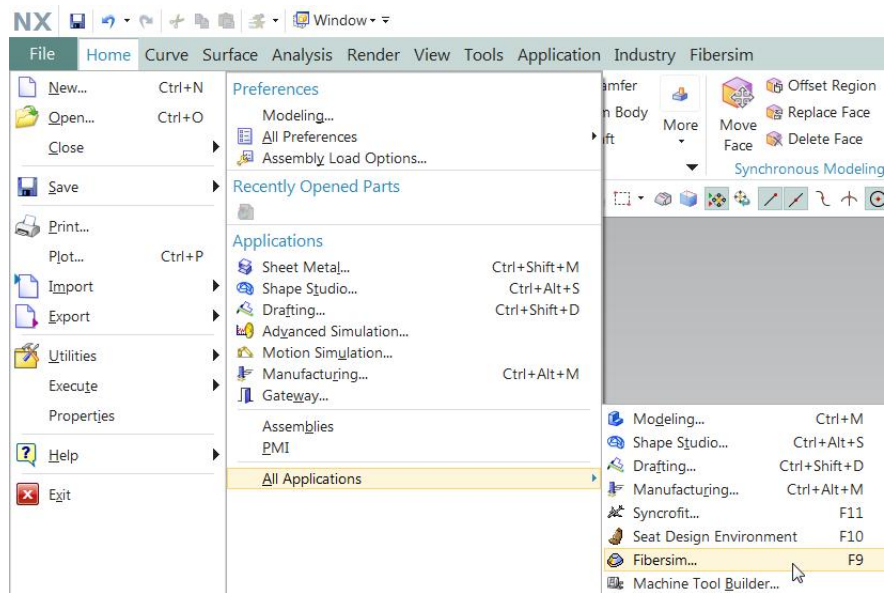 NX Window
File Home Curve Surface Analysis Render View Tools Application Industry Fibersim
New... Ctrl+N
Open... Ctrl+O
Close
Save
Print...
Plot... Ctrl+P
Import
Export
Utilities
Execute
Properties
Help
Exit
Preferences
Modeling...
All Preferences
Assembly Load Options...
Recently Opened Parts
Applications
Sheet Metal... Ctrl+Shift+M
Shape Studio... Ctrl+Alt+S
Drafting... Ctrl+Shift+D
Advanced Simulation...
Motion Simulation...
Manufacturing... Ctrl+Alt+M
Gateway...
Assemblies
PMI
All Applications
Body
More
Move
Face
Offset Region
Replace Face
Delete Face
Synchronous Modeling
Modeling... Ctrl+M
Shape Studio... Ctrl+Alt+S
Drafting... Ctrl+Shift+D
Manufacturing... Ctrl+Alt+M
Syncrofit... F11
Seat Design Environment F10
Fibersim... F9
Machine Tool Builder...